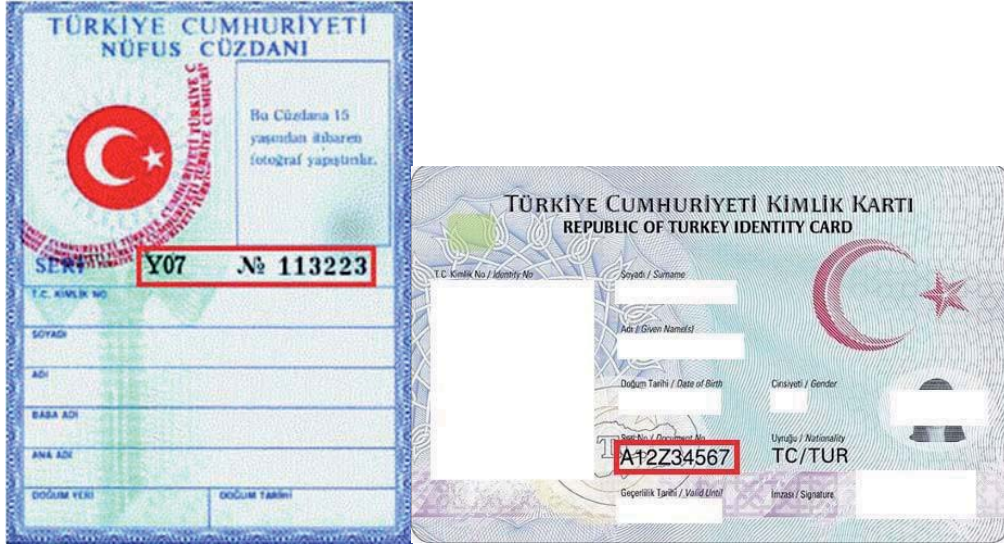 TÜRKİYE CUMHURİYETİ
NÜFUS CÜZDANI
Bu Cüzdana 15
yaşından itibaren
fotoğraf yapıştırılır.
SERİ Y07 № 113223
T.C. KİMLİK NO
SOYADI
ADI
BABA ADI
ANA ADI
DOĞUM YERİ DOĞUM TARİHİ
TÜRKİYE CUMHURİYETİ KİMLİK KARTI
REPUBLIC OF TURKEY IDENTITY CARD
T.C. Kimlik No / Identity No
Soyadı / Surname
Adı / Given Name(s)
Doğum Tarihi / Date of Birth
Cinsiyeti / Gender
Seri No / Document No
A12Z34567
Uyruğu / Nationality
TC/TUR
Geçerlilik Tarihi / Valid Until
İmzası / Signature